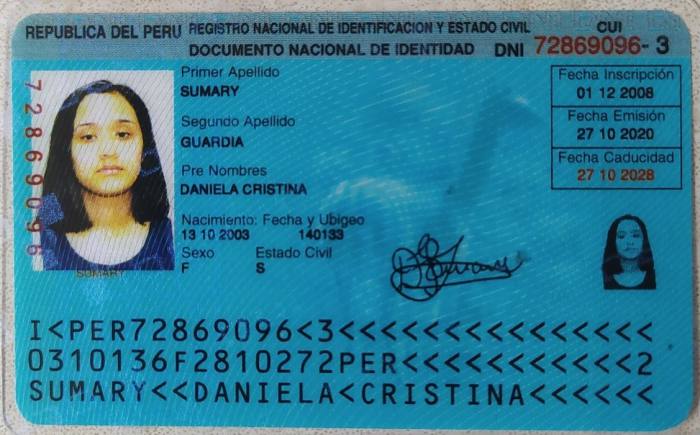 REPUBLICA DEL PERU REGISTRO NACIONAL DE IDENTIFICACION Y ESTADO CIVIL CUI
DOCUMENTO NACIONAL DE IDENTIDAD DNI 72869096- 3
Primer Apellido
SUMARY
Segundo Apellido
GUARDIA
Pre Nombres
DANIELA CRISTINA
Nacimiento: Fecha y Ubigeo
13 10 2003 140133
Sexo Estado Civil
F S
Fecha Inscripción
01 12 2008
Fecha Emisión
27 10 2020
Fecha Caducidad
27 10 2028
72869096
SUMARY
I<PER72869096<3<<<<<<<<<<<<<<<
0310136F2810272PER<<<<<<<<<<<2
SUMARY<<DANIELA<CRISTINA<<<<<<